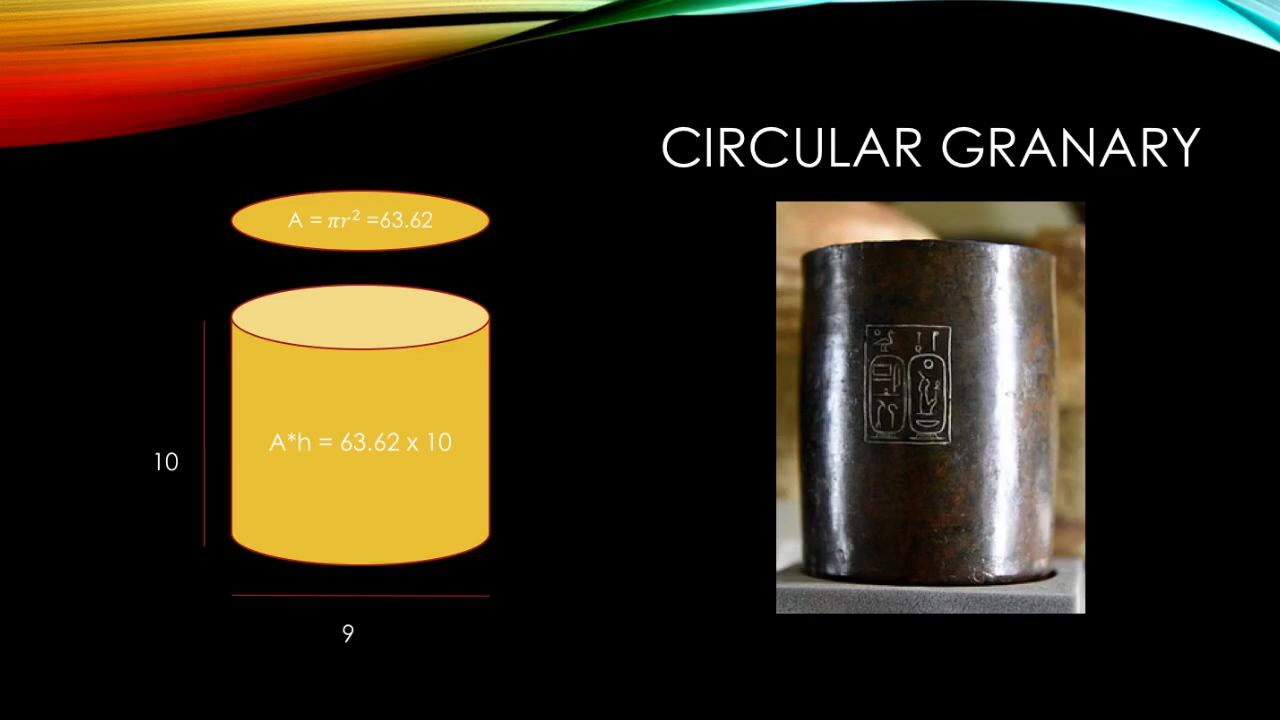 CIRCULAR GRANARY
A = 𝜋𝑟² =63.62
A*h = 63.62 x 10
10
9